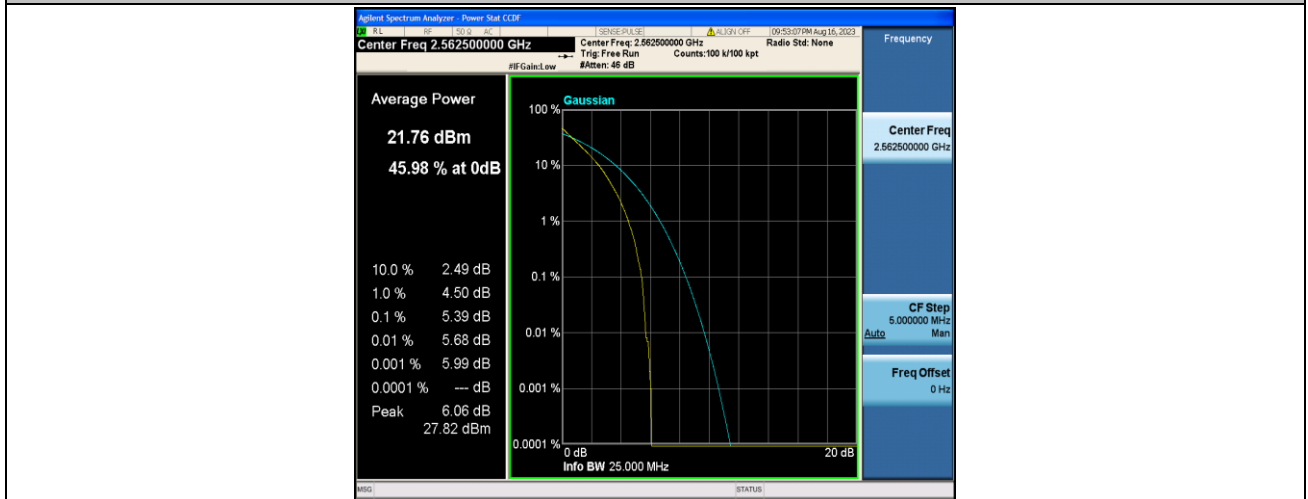 Agilent Spectrum Analyzer - Power Stat CCDF
RL RF 50 Ω AC SENSE:PULSE ALIGN OFF 09:53:07 PM Aug 16, 2023
Center Freq 2.562500000 GHz
Center Freq: 2.562500000 GHz Radio Std: None
Trig: Free Run Counts:100 k/100 kpt
#IFGain:Low #Atten: 46 dB
Frequency
Average Power
21.76 dBm
45.98 % at 0dB
10.0 % 2.49 dB
1.0 % 4.50 dB
0.1 % 5.39 dB
0.01 % 5.68 dB
0.001 % 5.99 dB
0.0001 % --- dB
Peak 6.06 dB
27.82 dBm
Gaussian
100 %
10 %
1 %
0.1 %
0.01 %
0.001 %
0.0001 %
0 dB 20 dB
Info BW 25.000 MHz
Center Freq
2.562500000 GHz
CF Step
5.000000 MHz
Auto Man
Freq Offset
0 Hz
MSG STATUS